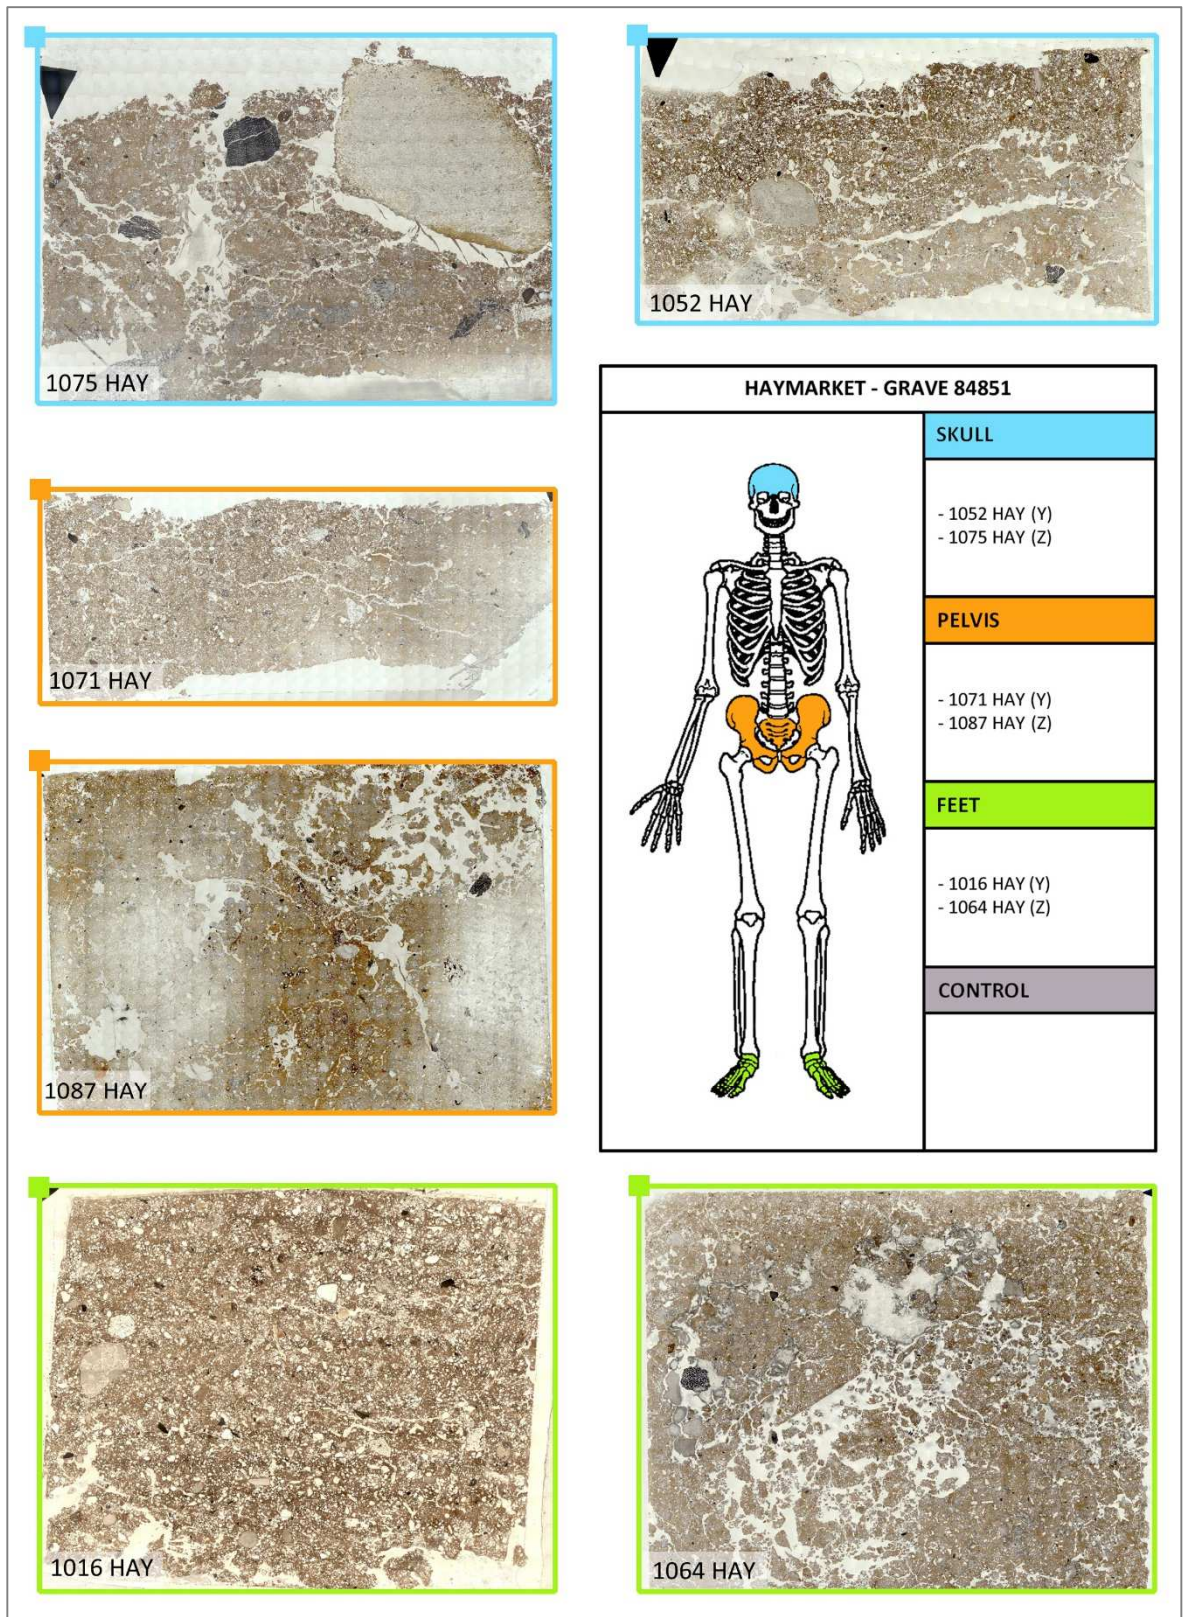 1075 HAY
1052 HAY
HAYMARKET - GRAVE 84851
SKULL
- 1052 HAY (Y)
- 1075 HAY (Z)
PELVIS
- 1071 HAY (Y)
- 1087 HAY (Z)
FEET
- 1016 HAY (Y)
- 1064 HAY (Z)
CONTROL
1071 HAY
1087 HAY
1016 HAY
1064 HAY